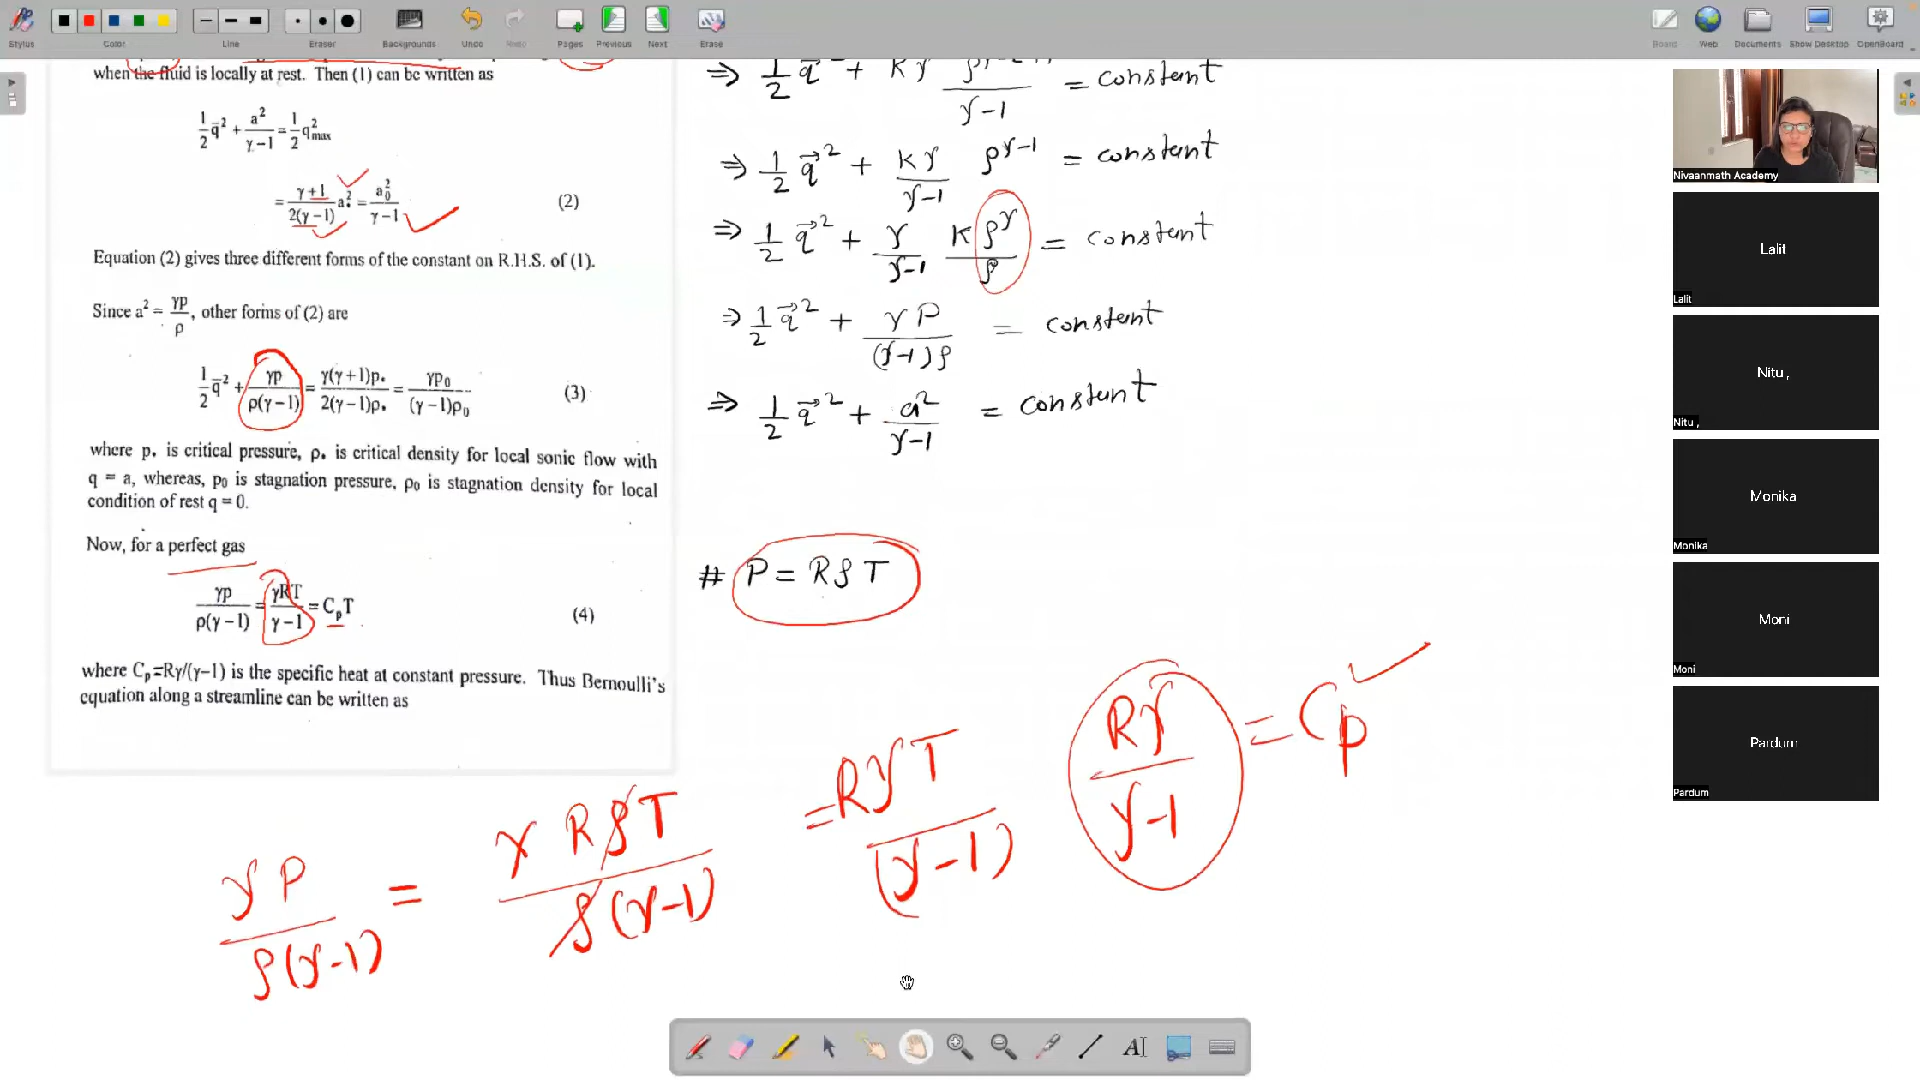 Stylus
Color
Line
Eraser
Backgrounds
Undo
Redo
Pages
Previous
Next
Erase
Board
Web
Documents
Show Desktop
OpenBoard
when the fluid is locally at rest. Then (1) can be written as
1/2 q̄² + a²/(γ−1) = 1/2 q²max
= (γ+1)/(2(γ−1)) a*² = a₀²/(γ−1) (2)
Equation (2) gives three different forms of the constant on R.H.S. of (1).
Since a² = γp/ρ, other forms of (2) are
1/2 q̄² + γp/(ρ(γ−1)) = γ(γ+1)p*/(2(γ−1)ρ*) = γp₀/((γ−1)ρ₀) (3)
where p* is critical pressure, ρ* is critical density for local sonic flow with
q = a, whereas, p₀ is stagnation pressure, ρ₀ is stagnation density for local
condition of rest q = 0.
Now, for a perfect gas
γp/(ρ(γ−1)) = γRT/(γ−1) = CpT (4)
where Cp=Rγ/(γ−1) is the specific heat at constant pressure. Thus Bernoulli's
equation along a streamline can be written as
⇒ 1/2 q⃗² + Kγ /(γ−1) = constant
⇒ 1/2 q⃗² + Kγ/(γ−1) ρ^(γ−1) = constant
⇒ 1/2 q⃗² + γ/(γ−1) Kρ^γ/ρ = constant
⇒ 1/2 q⃗² + γP/((γ−1)ρ) = constant
⇒ 1/2 q⃗² + a²/(γ−1) = constant
# P = RρT
γP/(ρ(γ−1)) = γRρT/(ρ(γ−1)) = RγT/(γ−1)
Rγ/(γ−1) = Cp
Nivaanmath Academy
Lalit
Lalit
Nitu ,
Nitu ,
Monika
Monika
Moni
Moni
Pardum
Pardum